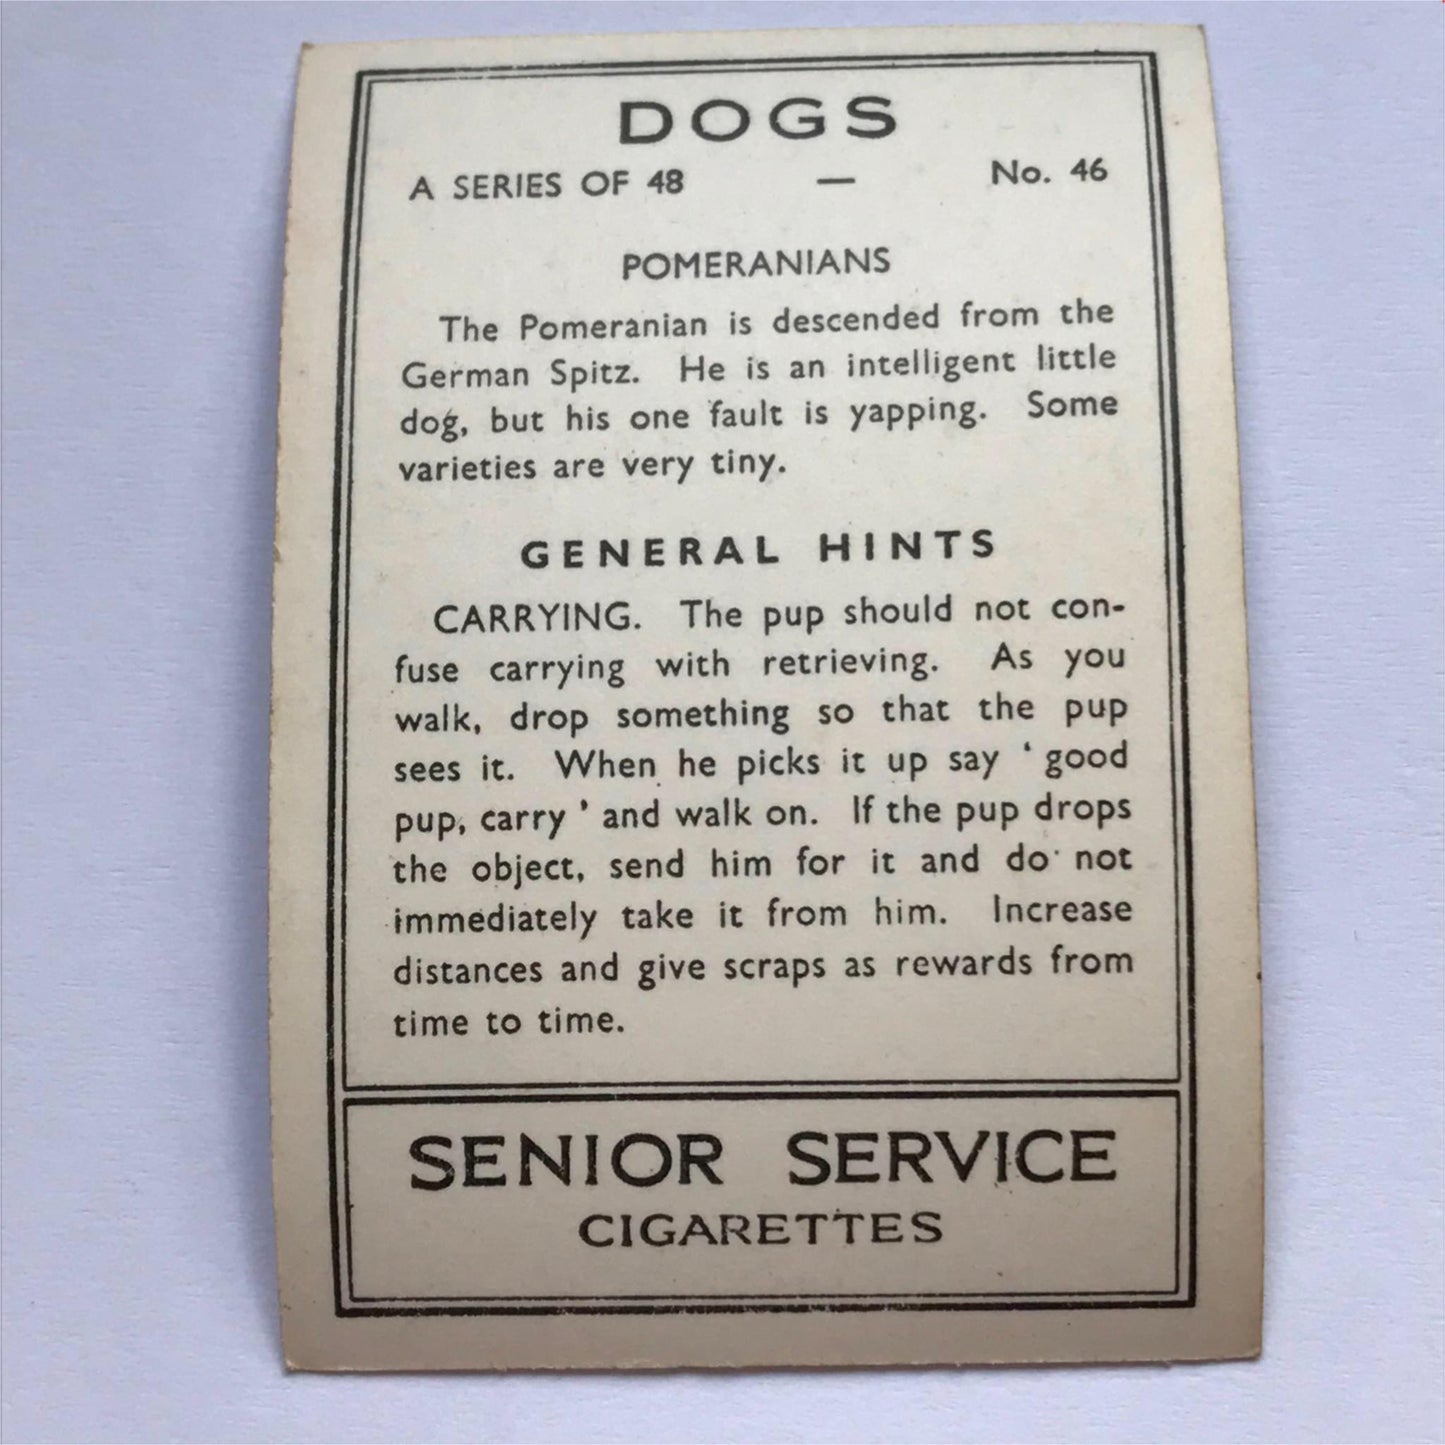 DOGS
A SERIES OF 48 — No. 46
POMERANIANS
The Pomeranian is descended from the
German Spitz. He is an intelligent little
dog, but his one fault is yapping. Some
varieties are very tiny.
GENERAL HINTS
CARRYING. The pup should not con-
fuse carrying with retrieving. As you
walk, drop something so that the pup
sees it. When he picks it up say ‘ good
pup, carry ’ and walk on. If the pup drops
the object, send him for it and do not
immediately take it from him. Increase
distances and give scraps as rewards from
time to time.
SENIOR SERVICE
CIGARETTES